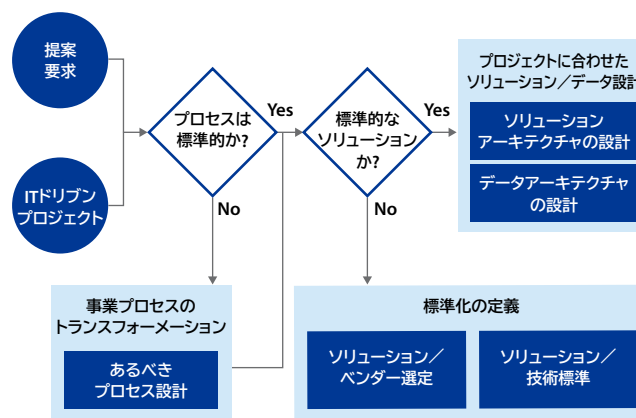 提案
要求
ITドリブン
プロジェクト
プロセスは
標準的か?
Yes
No
標準的な
ソリューション
か?
Yes
No
プロジェクトに合わせた
ソリューション/データ設計
ソリューション
アーキテクチャの設計
データアーキテクチャ
の設計
事業プロセスの
トランスフォーメーション
あるべき
プロセス設計
標準化の定義
ソリューション/
ベンダー選定
ソリューション/
技術標準